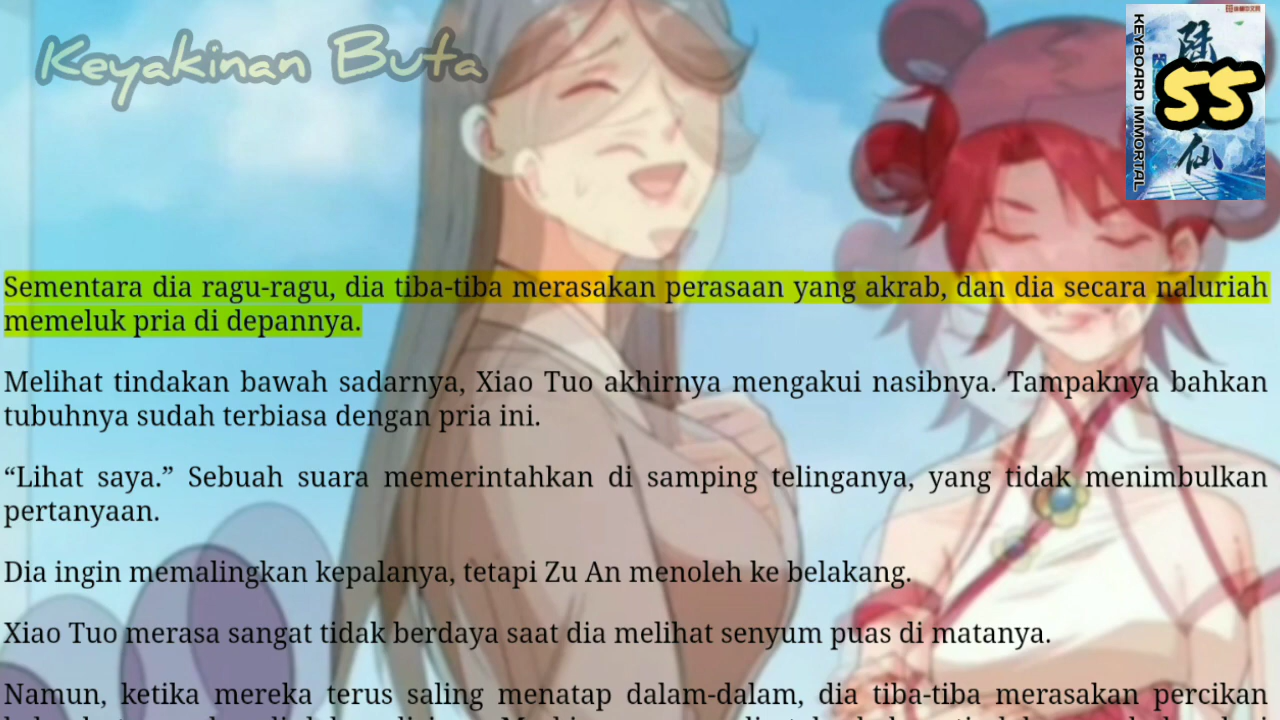 Keyakinan Buta
陸
KEYBOARD IMMORTAL
55
仙
Sementara dia ragu-ragu, dia tiba-tiba merasakan perasaan yang akrab, dan dia secara naluriah
memeluk pria di depannya.
Melihat tindakan bawah sadarnya, Xiao Tuo akhirnya mengakui nasibnya. Tampaknya bahkan
tubuhnya sudah terbiasa dengan pria ini.
“Lihat saya.” Sebuah suara memerintahkan di samping telinganya, yang tidak menimbulkan
pertanyaan.
Dia ingin memalingkan kepalanya, tetapi Zu An menoleh ke belakang.
Xiao Tuo merasa sangat tidak berdaya saat dia melihat senyum puas di matanya.
Namun, ketika mereka terus saling menatap dalam-dalam, dia tiba-tiba merasakan percikan